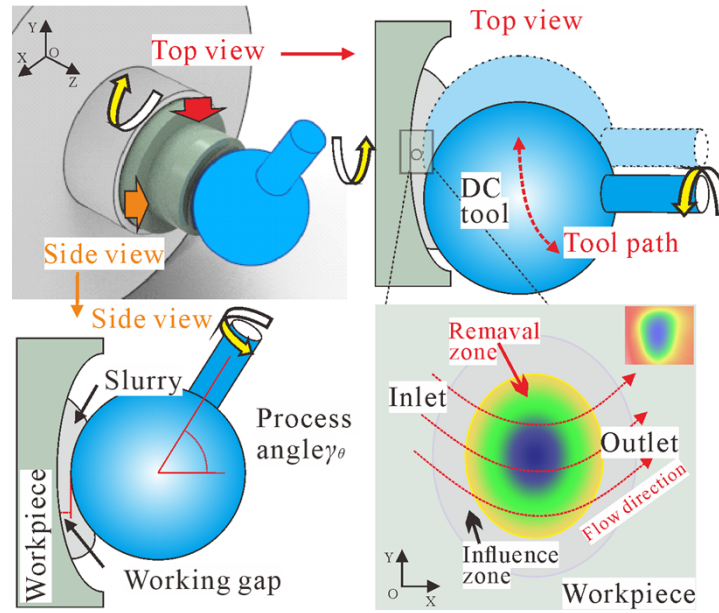 Y
O
X
Z
Top view
Side view
Top view
DC
tool
Tool path
Side view
Slurry
Process
angleγθ
Workpiece
Working gap
Remaval
zone
Inlet
Outlet
Flow direction
Influence
zone
Y
O
X
Workpiece